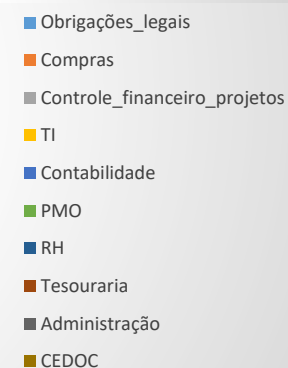 Obrigações_legais
Compras
Controle_financeiro_projetos
TI
Contabilidade
PMO
RH
Tesouraria
Administração
CEDOC